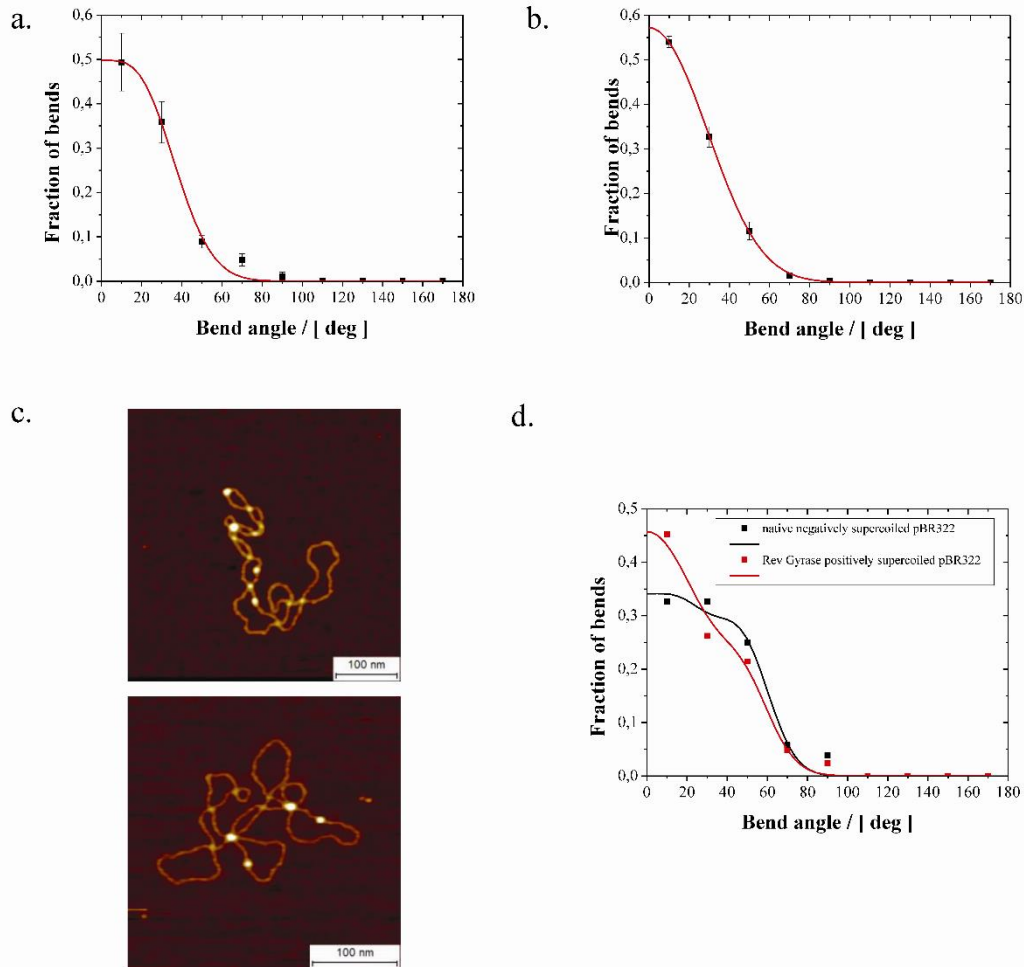 a.
0,6
0,5
0,4
0,3
0,2
0,1
0,0
Fraction of bends
0 20 40 60 80 100 120 140 160 180
Bend angle / [ deg ]
b.
0,6
0,5
0,4
0,3
0,2
0,1
0,0
Fraction of bends
0 20 40 60 80 100 120 140 160 180
Bend angle / [ deg ]
c.
100 nm
100 nm
d.
0,5
0,4
0,3
0,2
0,1
0,0
Fraction of bends
native negatively supercoiled pBR322
Rev Gyrase positively supercoiled pBR322
0 20 40 60 80 100 120 140 160 180
Bend angle / [ deg ]